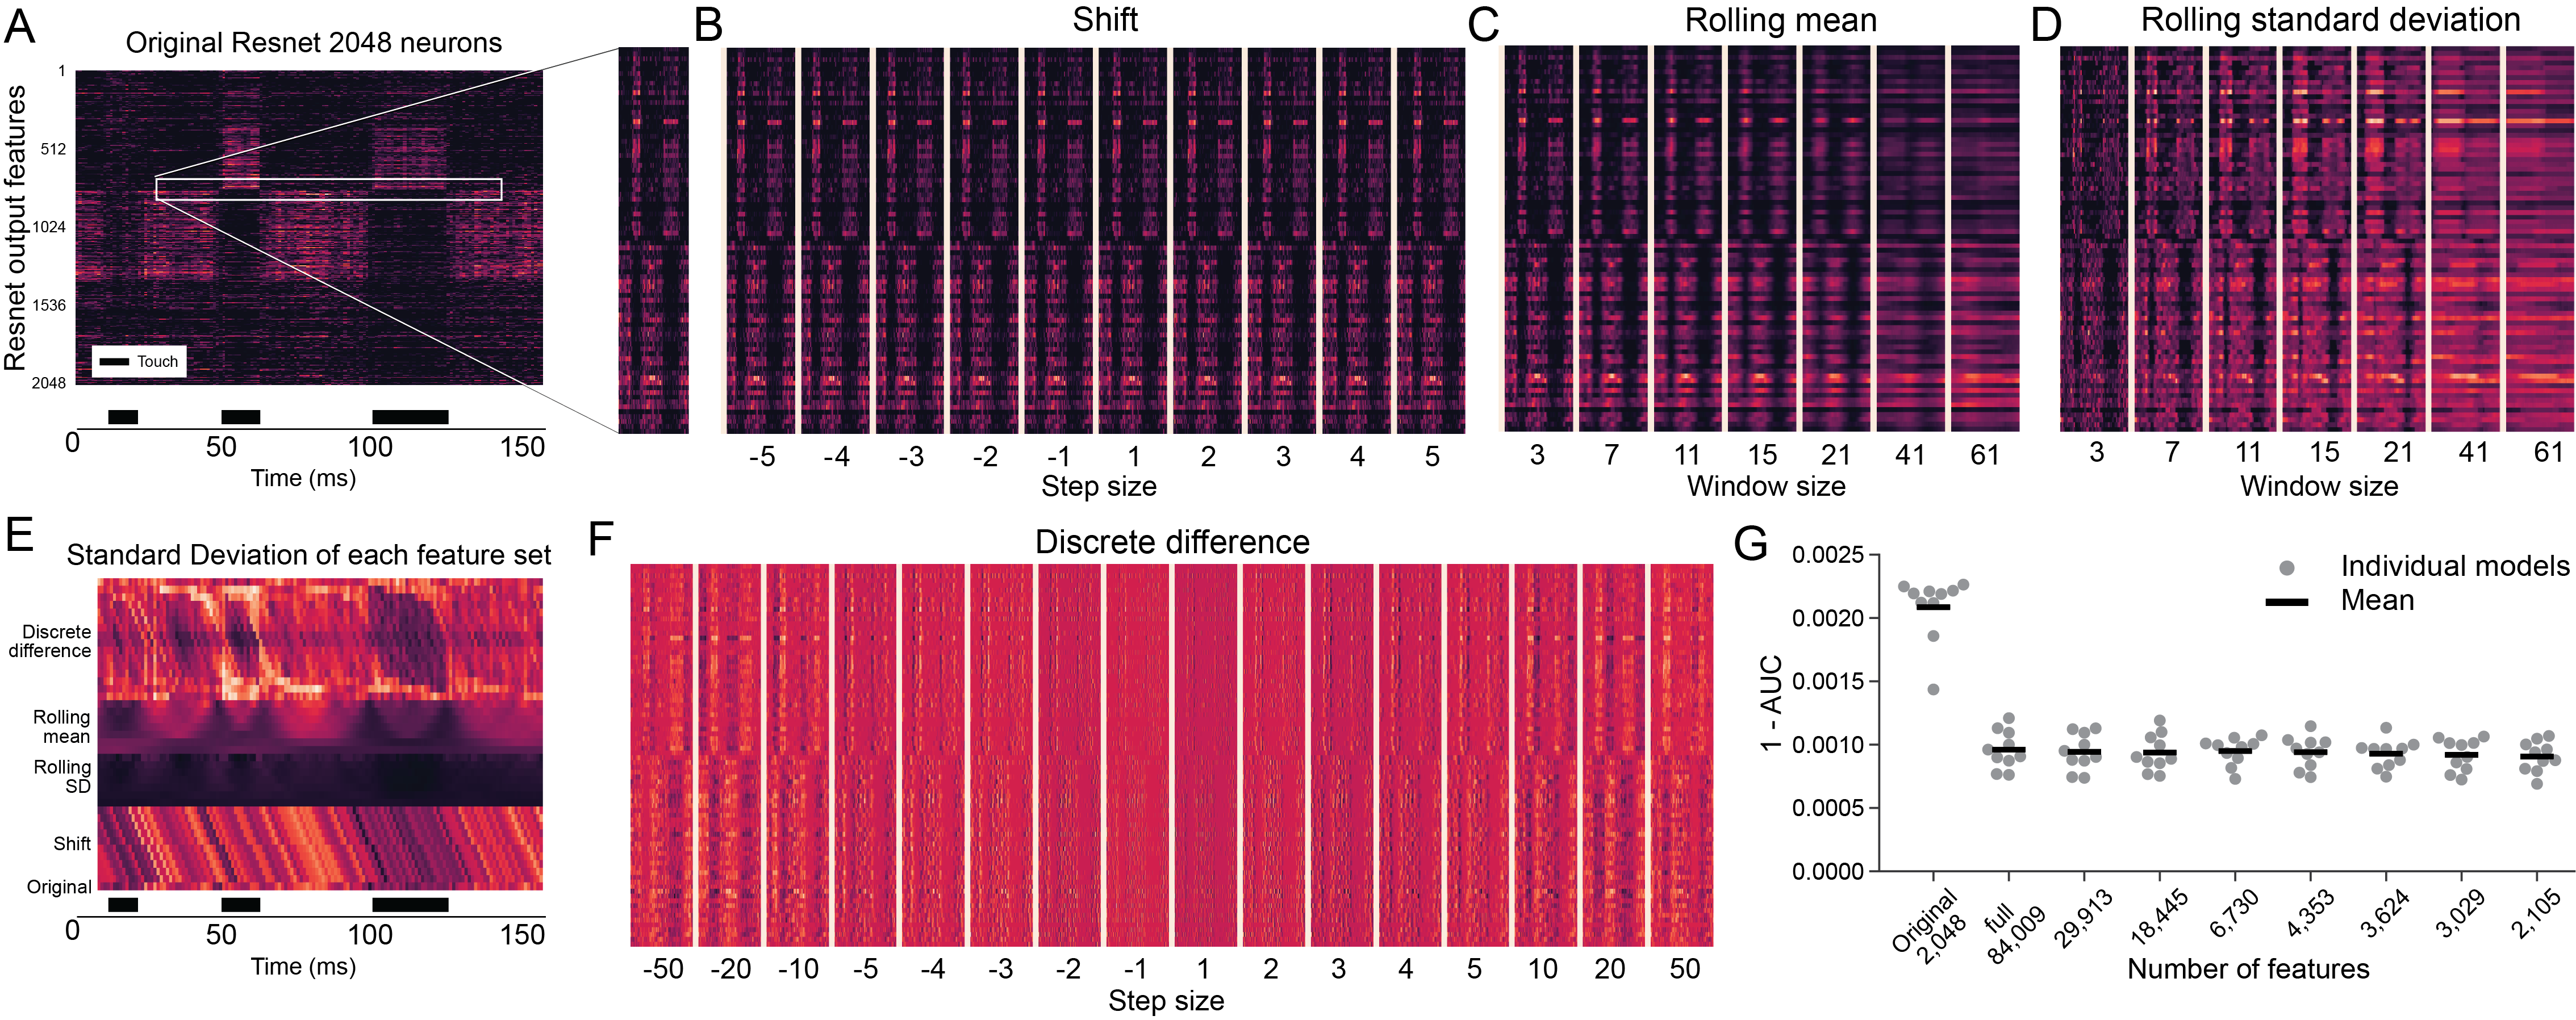 A
Original Resnet 2048 neurons
Resnet output features
1
512
1024
1536
2048
Touch
0 50 100 150
Time (ms)
B
Shift
-5 -4 -3 -2 -1 1 2 3 4 5
Step size
C
Rolling mean
3 7 11 15 21 41 61
Window size
D
Rolling standard deviation
3 7 11 15 21 41 61
Window size
E
Standard Deviation of each feature set
Discrete
difference
Rolling
mean
Rolling
SD
Shift
Original
0 50 100 150
Time (ms)
F
Discrete difference
-50 -20 -10 -5 -4 -3 -2 -1 1 2 3 4 5 10 20 50
Step size
G
1 - AUC
0.0025
0.0020
0.0015
0.0010
0.0005
0.0000
Individual models
Mean
Original
2,048
full
84,009
29,913
18,445
6,730
4,353
3,624
3,029
2,105
Number of features